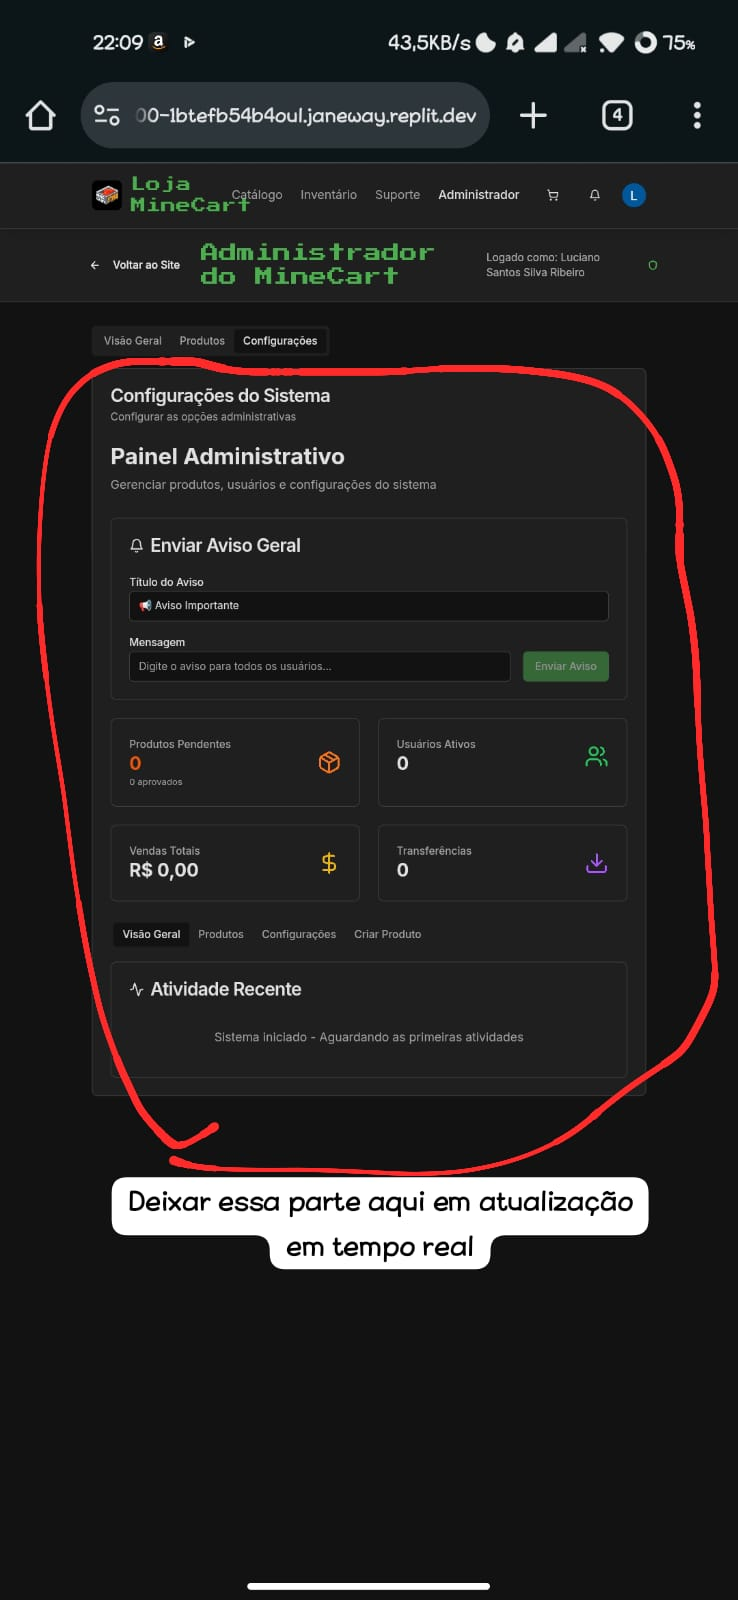 22:09
43,5KB/s
75%
00-1btefb54b4oul.janeway.replit.dev
4
Loja
MineCart
Catálogo
Inventário
Suporte
Administrador
L
Voltar ao Site
Administrador
do MineCart
Logado como: Luciano
Santos Silva Ribeiro
Visão Geral
Produtos
Configurações
Configurações do Sistema
Configurar as opções administrativas
Painel Administrativo
Gerenciar produtos, usuários e configurações do sistema
Enviar Aviso Geral
Título do Aviso
📢 Aviso Importante
Mensagem
Digite o aviso para todos os usuários...
Enviar Aviso
Produtos Pendentes
0
0 aprovados
Usuários Ativos
0
Vendas Totais
R$ 0,00
Transferências
0
Visão Geral
Produtos
Configurações
Criar Produto
Atividade Recente
Sistema iniciado - Aguardando as primeiras atividades
Deixar essa parte aqui em atualização
em tempo real